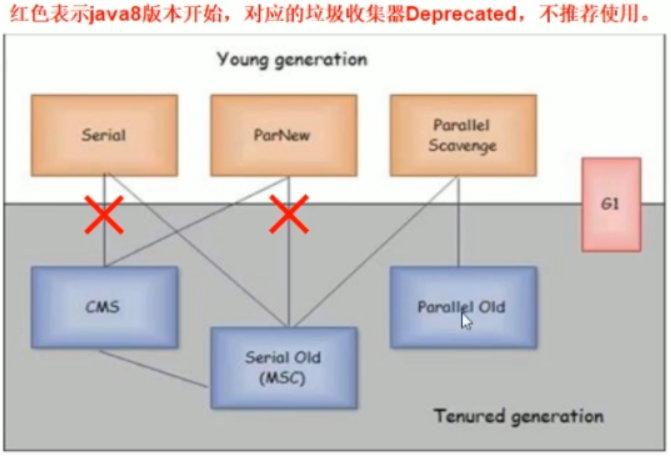 红色表示java8版本开始，对应的垃圾收集器Deprecated，不推荐使用。
Young generation
Serial
ParNew
Parallel
Scavenge
G1
CMS
Serial Old
(MSC)
Parallel Old
Tenured generation